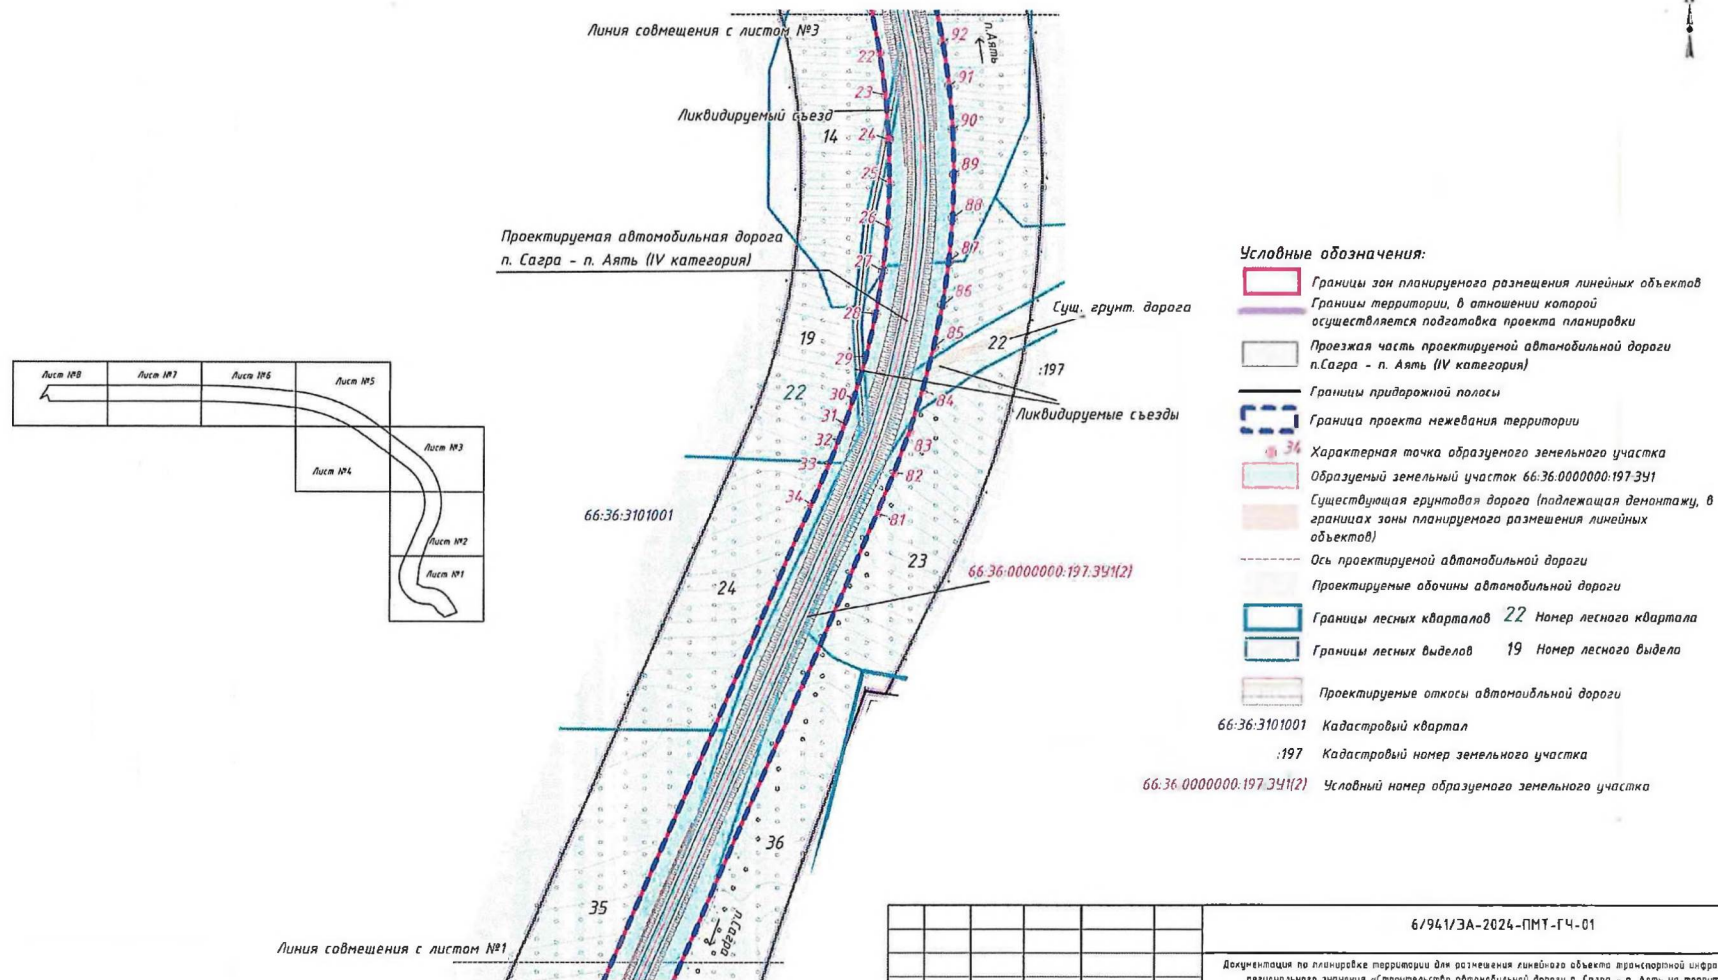 Линия совмещения с листом №3
п.Аять
92
22
91
23
Ликвидируемый съезд
14
24
90
25
89
26
88
Проектируемая автомобильная дорога
п. Сагра - п. Аять (IV категория)
27
87
28
86
Сущ. грунт. дорога
19
85
22
29
:197
22
30
84
Ликвидируемые съезды
31
32
83
33
82
34
81
66:36:3101001
23
66:36:0000000:197:ЗУ1(2)
24
36
35
п.Сагра
Линия совмещения с листом №1
Лист №8
Лист №7
Лист №6
Лист №5
Лист №3
Лист №4
Лист №2
Лист №1
Условные обозначения:
Границы зон планируемого размещения линейных объектов
Границы территории, в отношении которой
осуществляется подготовка проекта планировки
Проезжая часть проектируемой автомобильной дороги
п.Сагра - п. Аять (IV категория)
Границы придорожной полосы
Граница проекта межевания территории
34 Характерная точка образуемого земельного участка
Образуемый земельный участок 66:36:0000000:197:ЗУ1
Существующая грунтовая дорога (подлежащая демонтажу, в
границах зоны планируемого размещения линейных
объектов)
Ось проектируемой автомобильной дороги
Проектируемые обочины автомобильной дороги
Границы лесных кварталов 22 Номер лесного квартала
Границы лесных выделов 19 Номер лесного выдела
Проектируемые откосы автомоибльной дороги
66:36:3101001 Кадастровый квартал
:197 Кадастровый номер земельного участка
66:36:0000000:197:ЗУ1(2) Условный номер образуемого земельного участка
6/941/ЭА-2024-ПМТ-ГЧ-01
Документация по планировке территории для размещения линейного объекта транспортной